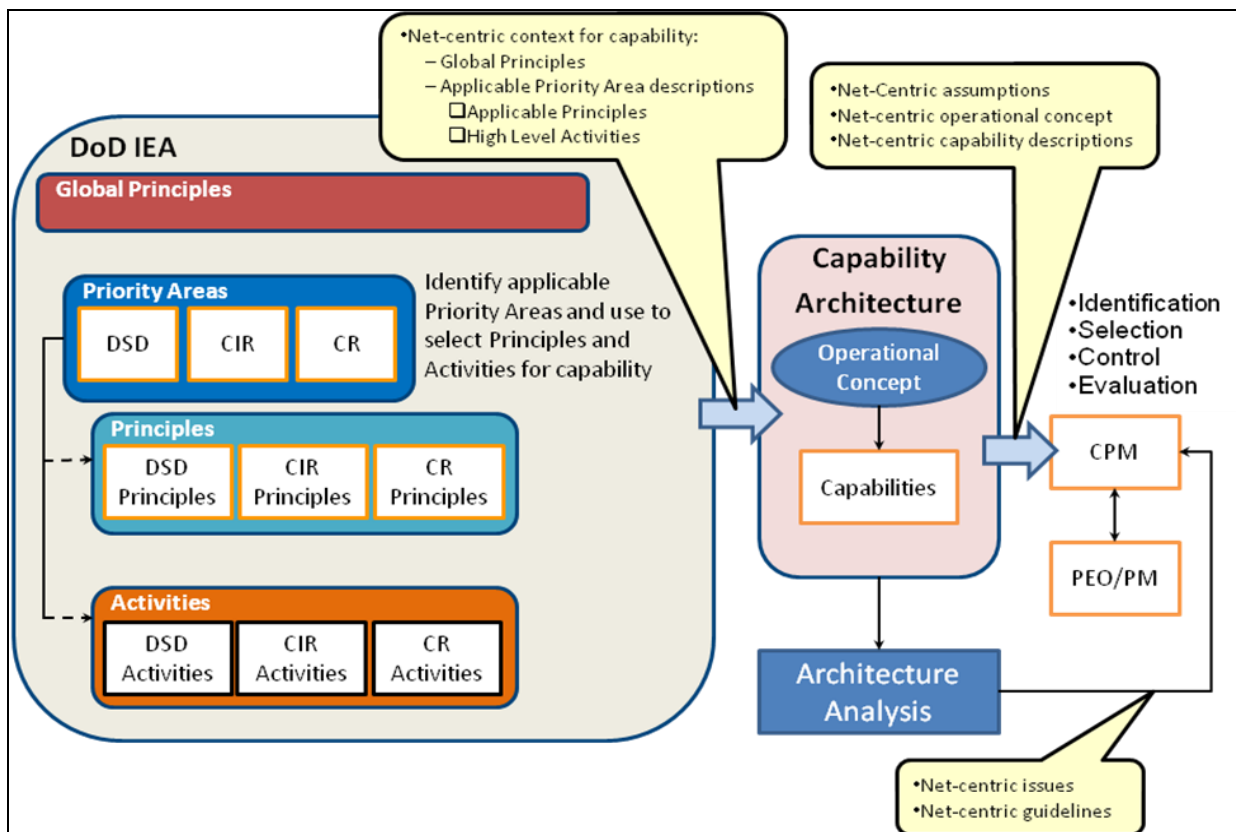 •Net-centric context for capability:
– Global Principles
– Applicable Priority Area descriptions
❑Applicable Principles
❑High Level Activities
•Net-Centric assumptions
•Net-centric operational concept
•Net-centric capability descriptions
DoD IEA
Global Principles
Priority Areas
DSD
CIR
CR
Identify applicable
Priority Areas and use to
select Principles and
Activities for capability
Principles
DSD
Principles
CIR
Principles
CR
Principles
Activities
DSD
Activities
CIR
Activities
CR
Activities
Capability
Architecture
Operational
Concept
Capabilities
•Identification
•Selection
•Control
•Evaluation
CPM
PEO/PM
Architecture
Analysis
•Net-centric issues
•Net-centric guidelines